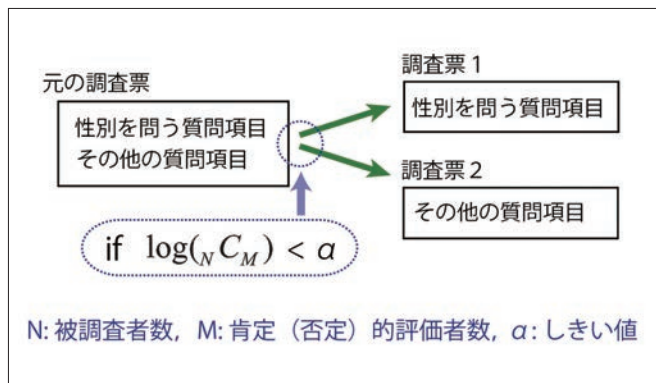 元の調査票
性別を問う質問項目
その他の質問項目
調査票 1
性別を問う質問項目
調査票 2
その他の質問項目
if log(NCM) < α
N: 被調査者数, M: 肯定（否定）的評価者数, α: しきい値